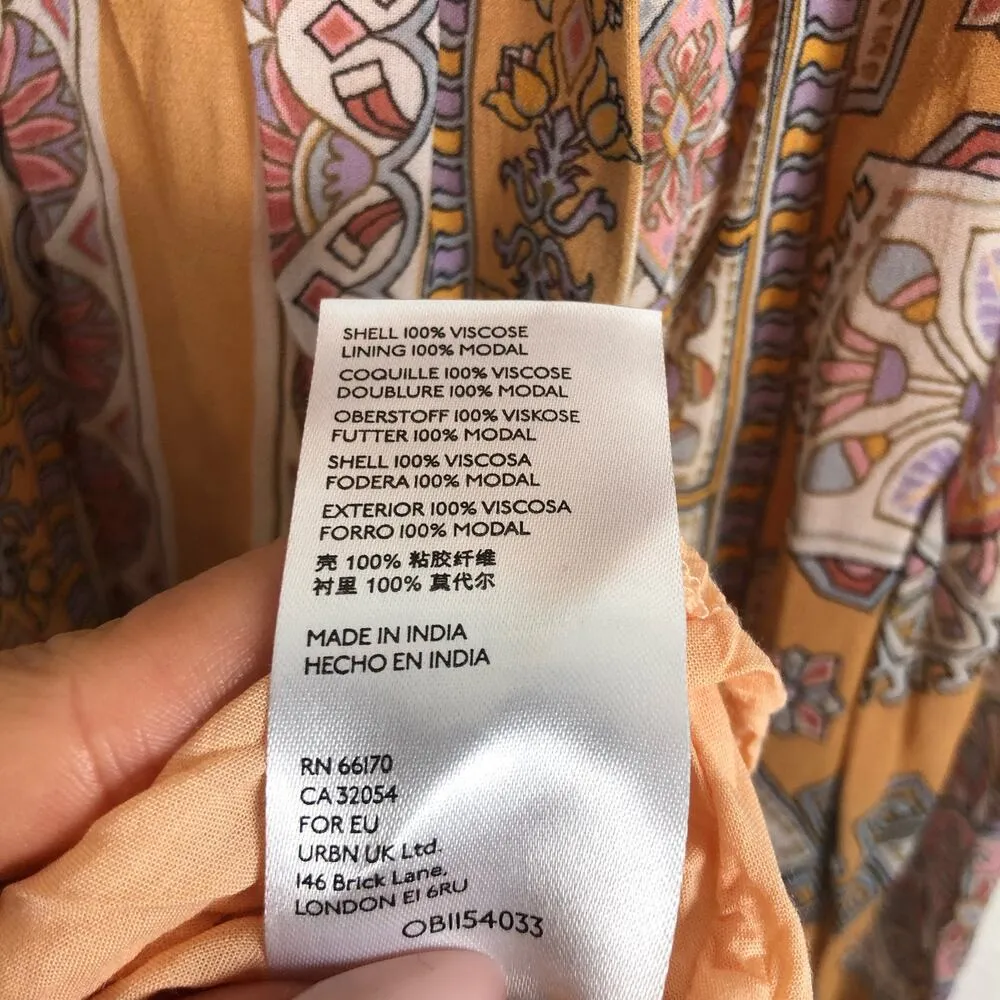 SHELL 100% VISCOSE
LINING 100% MODAL
COQUILLE 100% VISCOSE
DOUBLURE 100% MODAL
OBERSTOFF 100% VISKOSE
FUTTER 100% MODAL
SHELL 100% VISCOSA
FODERA 100% MODAL
EXTERIOR 100% VISCOSA
FORRO 100% MODAL
壳 100% 粘胶纤维
衬里 100% 莫代尔
MADE IN INDIA
HECHO EN INDIA
RN 66170
CA 32054
FOR EU
URBN UK Ltd.
146 Brick Lane,
LONDON E1 6RU
OB1154033